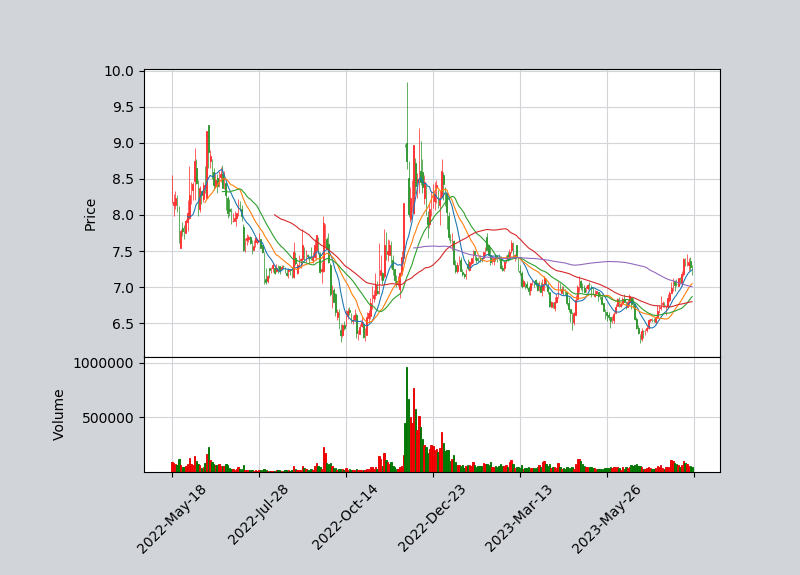 10.0
9.5
9.0
8.5
8.0
7.5
7.0
6.5
Price
1000000
500000
Volume
2022-May-18
2022-Jul-28
2022-Oct-14
2022-Dec-23
2023-Mar-13
2023-May-26